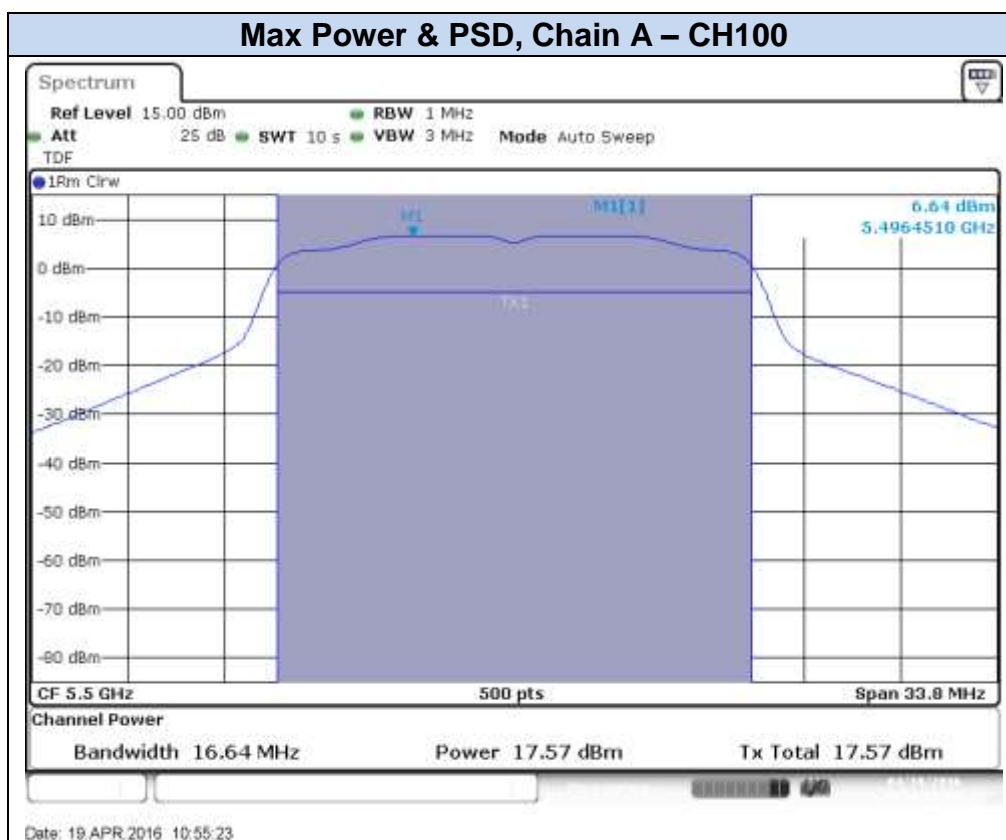 Max Power & PSD, Chain A – CH100
Spectrum
Ref Level 15.00 dBm RBW 1 MHz
Att 25 dB SWT 10 s VBW 3 MHz Mode Auto Sweep
TDF
1Rm Clrw
M1[1] 6.64 dBm
5.4964510 GHz
M1
10 dBm
0 dBm
TX1
-10 dBm
-20 dBm
-30 dBm
-40 dBm
-50 dBm
-60 dBm
-70 dBm
-80 dBm
CF 5.5 GHz 500 pts Span 33.8 MHz
Channel Power
Bandwidth 16.64 MHz Power 17.57 dBm Tx Total 17.57 dBm
Date: 19.APR.2016 10:55:23